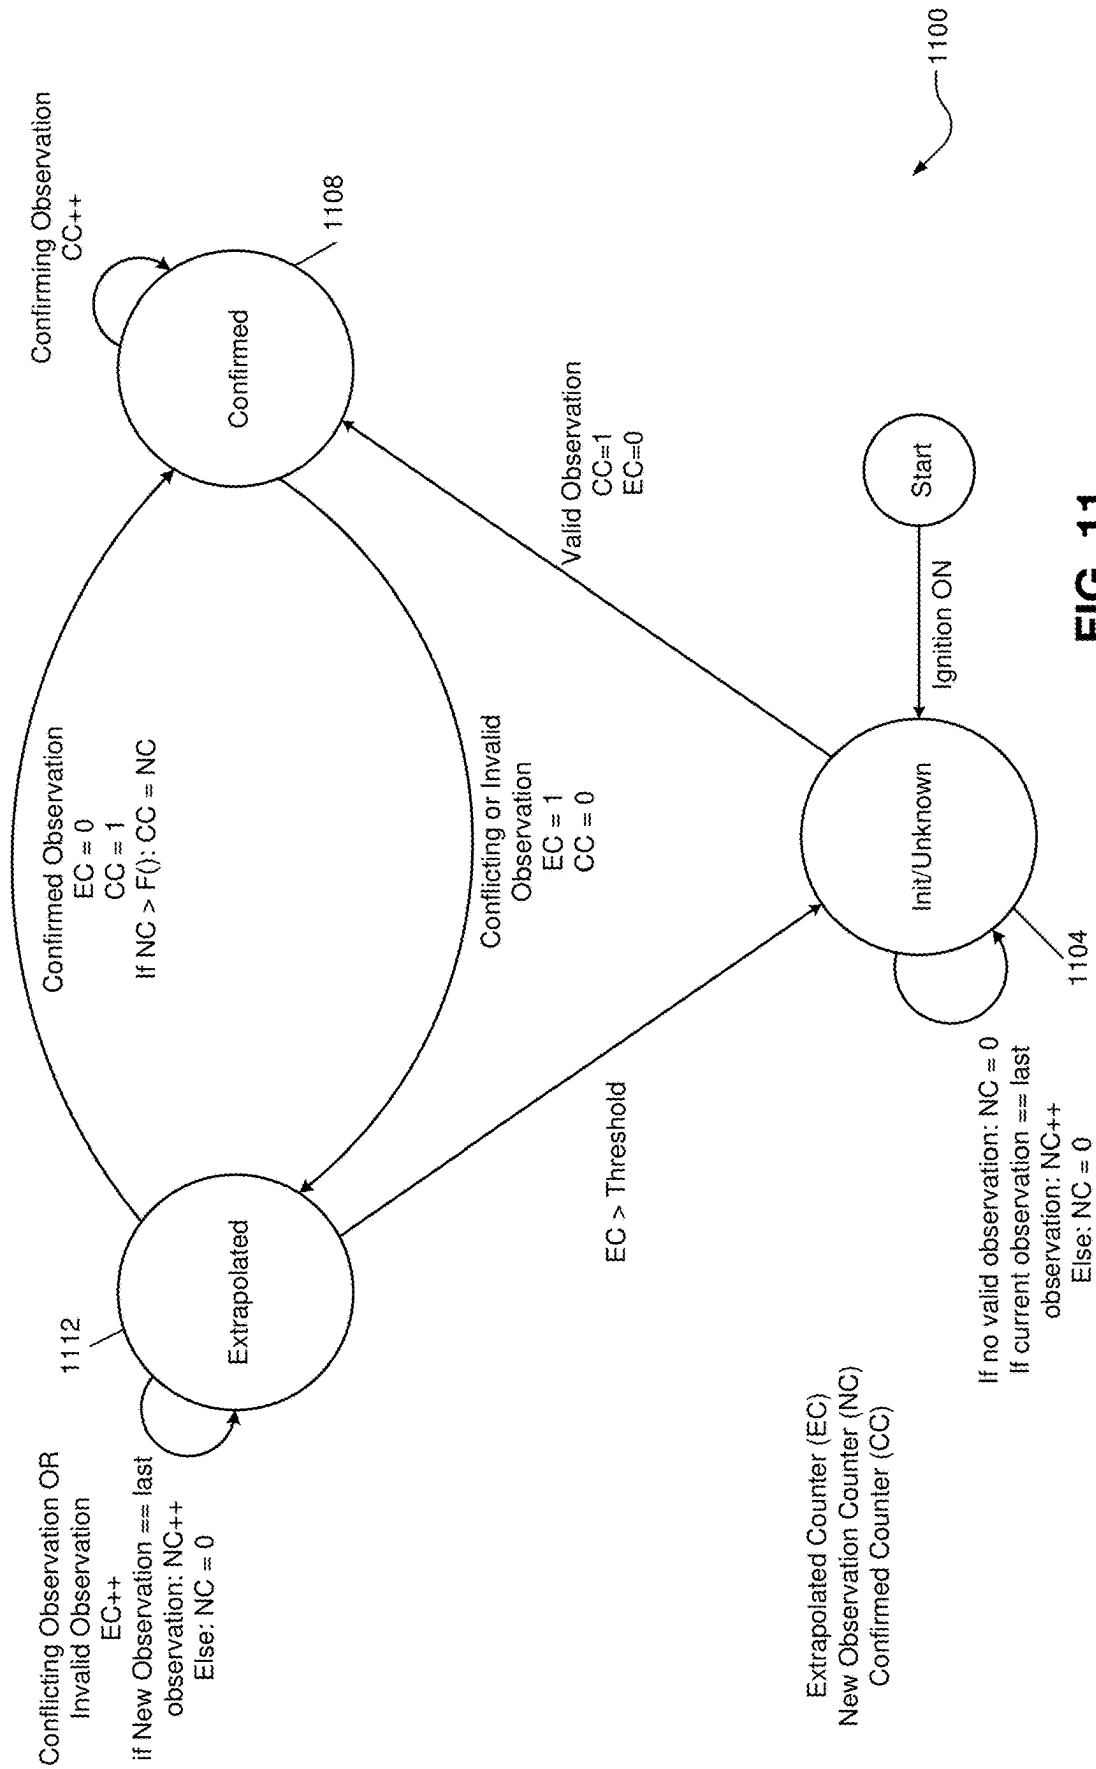 Conflicting Observation OR
Invalid Observation
EC++
if New Observation == last
observation: NC++
Else: NC = 0
1112
Extrapolated
Confirmed Observation
EC = 0
CC = 1
If NC > F(): CC = NC
Confirming Observation
CC++
Confirmed
1108
Conflicting or Invalid
Observation
EC = 1
CC = 0
EC > Threshold
Valid Observation
CC=1
EC=0
Extrapolated Counter (EC)
New Observation Counter (NC)
Confirmed Counter (CC)
Init/Unknown
Ignition ON
Start
1104
If no valid observation: NC = 0
If current observation == last
observation: NC++
Else: NC = 0
1100
FIG. 11